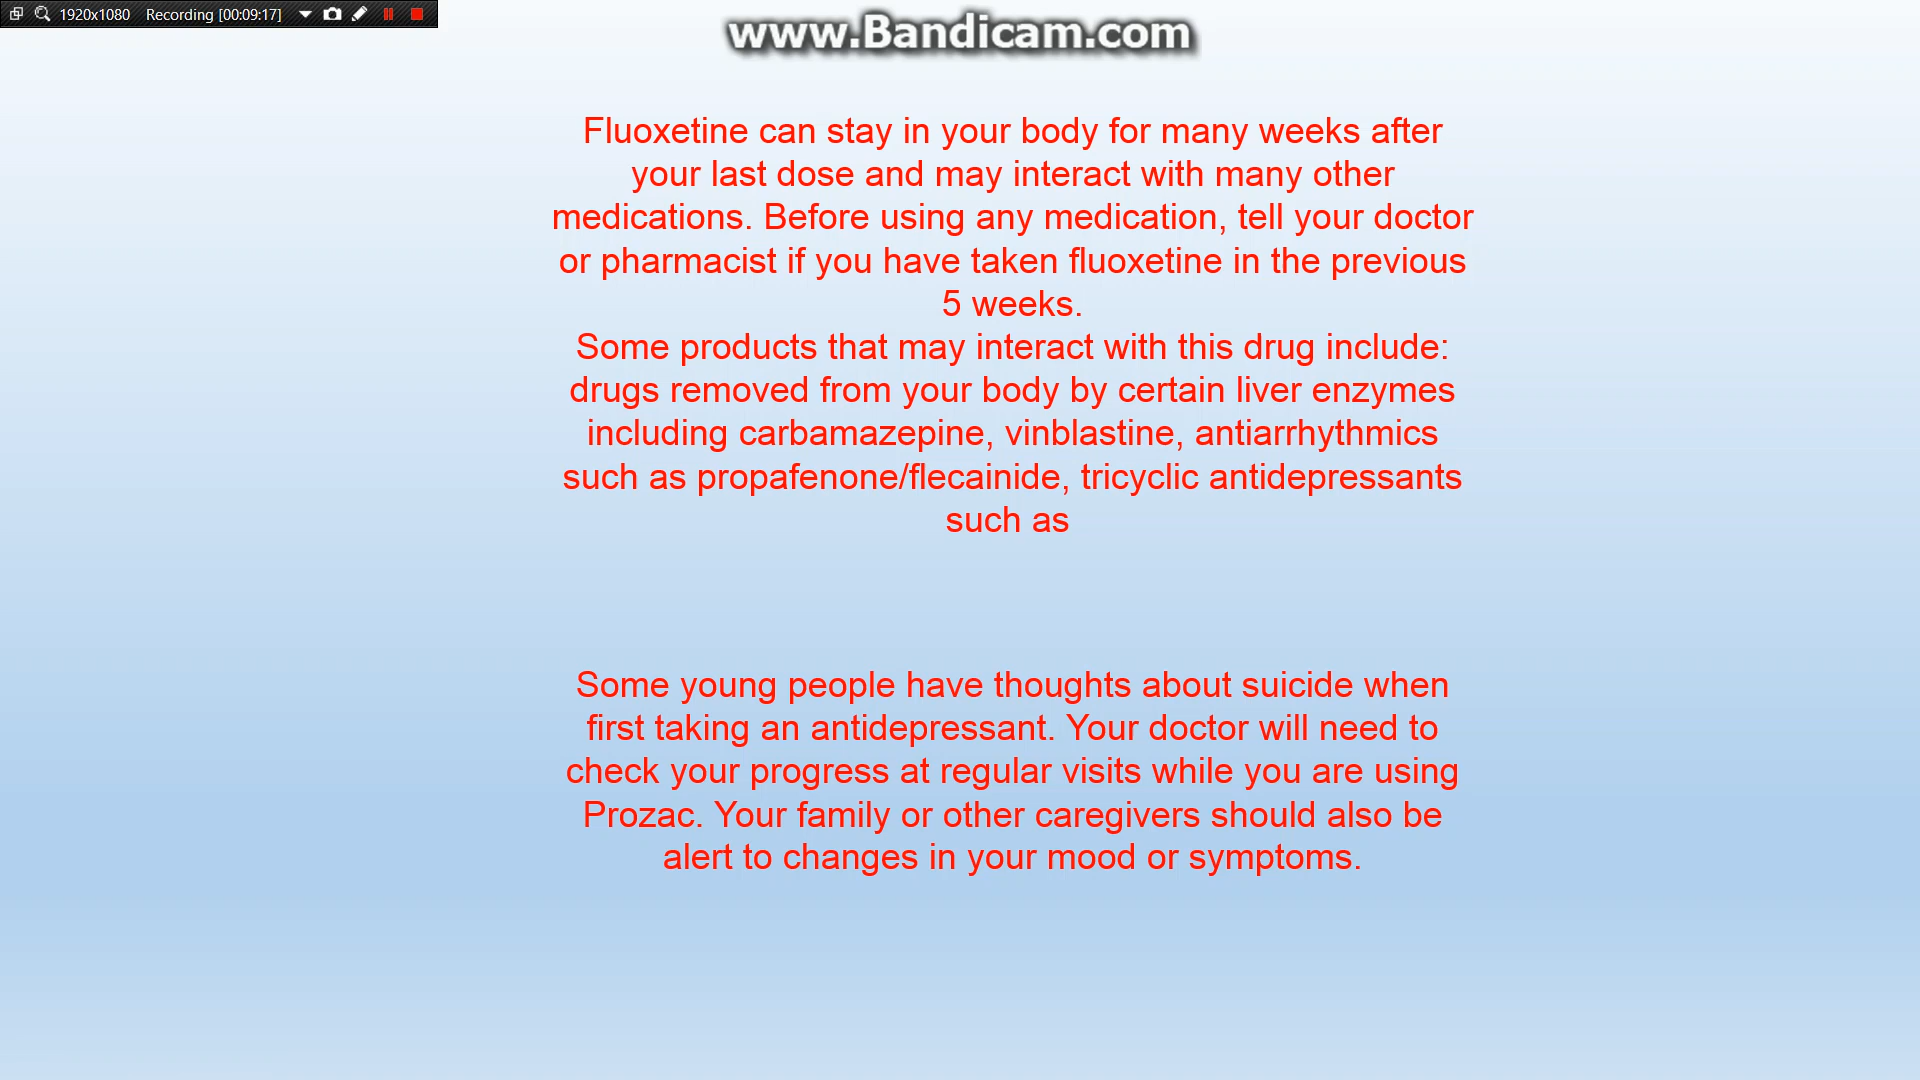 1920x1080 Recording [00:09:17]
www.Bandicam.com
Fluoxetine can stay in your body for many weeks after
your last dose and may interact with many other
medications. Before using any medication, tell your doctor
or pharmacist if you have taken fluoxetine in the previous
5 weeks.
Some products that may interact with this drug include:
drugs removed from your body by certain liver enzymes
including carbamazepine, vinblastine, antiarrhythmics
such as propafenone/flecainide, tricyclic antidepressants
such as
Some young people have thoughts about suicide when
first taking an antidepressant. Your doctor will need to
check your progress at regular visits while you are using
Prozac. Your family or other caregivers should also be
alert to changes in your mood or symptoms.